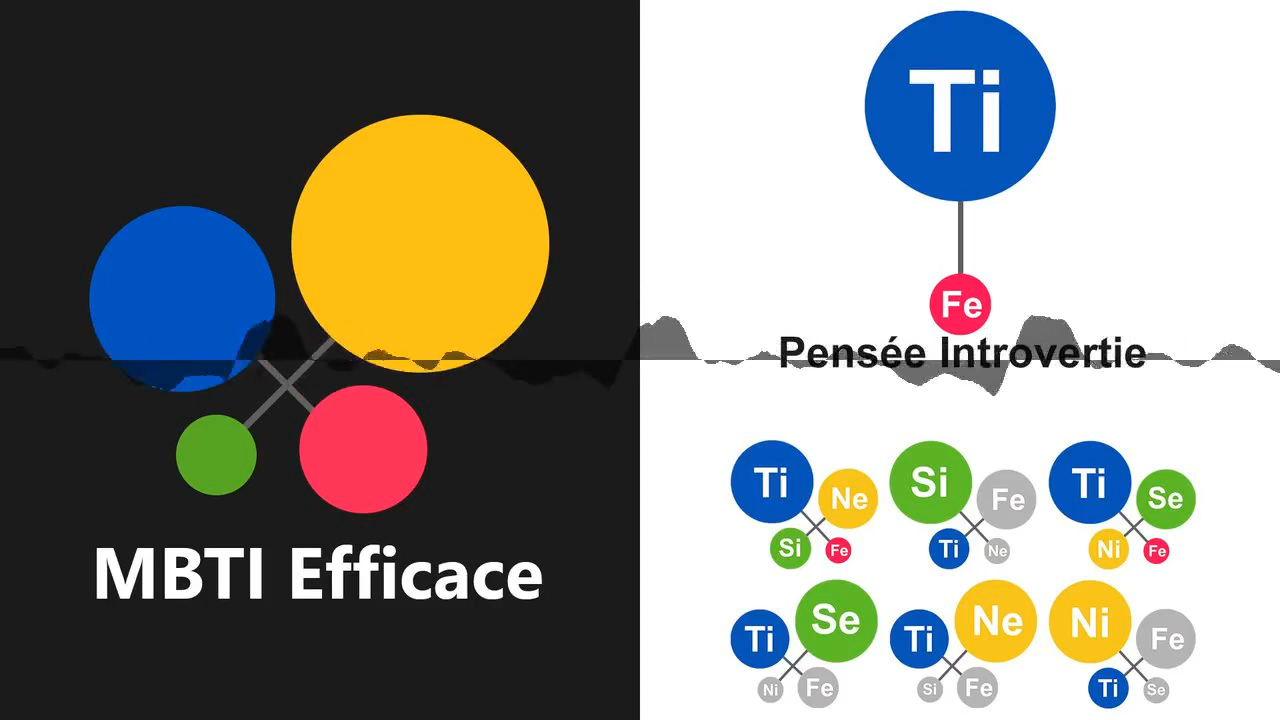 MBTI Efficace
Ti
Fe
Pensée Introvertie
Ti Ne Si Fe Ti Se
Si Fe Ti Ne Ni Fe
Ti Se Ti Ne Ni Fe
Ni Fe Si Fe Ti Se